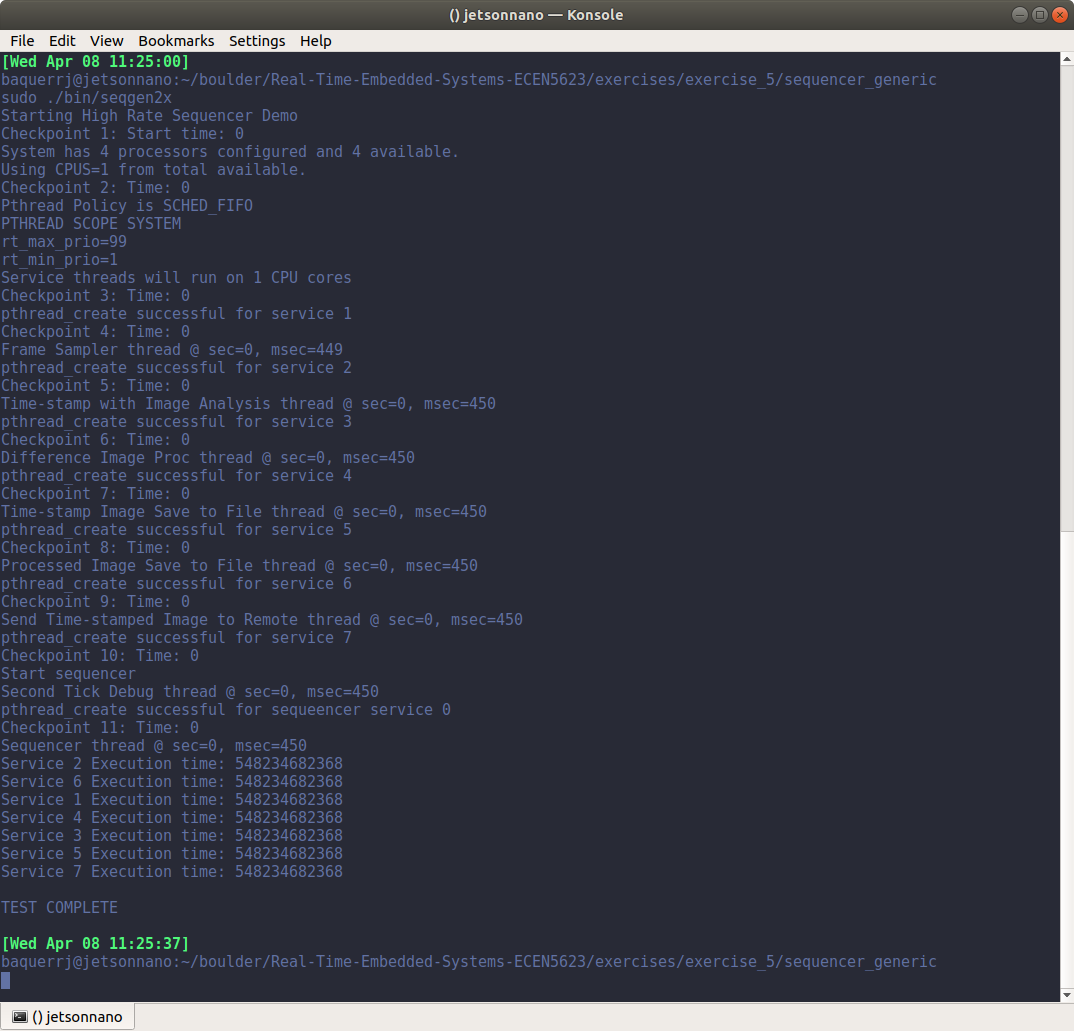 () jetsonnano — Konsole
File Edit View Bookmarks Settings Help
[Wed Apr 08 11:25:00]
baquerrj@jetsonnano:~/boulder/Real-Time-Embedded-Systems-ECEN5623/exercises/exercise_5/sequencer_generic
sudo ./bin/seqgen2x
Starting High Rate Sequencer Demo
Checkpoint 1: Start time: 0
System has 4 processors configured and 4 available.
Using CPUS=1 from total available.
Checkpoint 2: Time: 0
Pthread Policy is SCHED_FIFO
PTHREAD SCOPE SYSTEM
rt_max_prio=99
rt_min_prio=1
Service threads will run on 1 CPU cores
Checkpoint 3: Time: 0
pthread_create successful for service 1
Checkpoint 4: Time: 0
Frame Sampler thread @ sec=0, msec=449
pthread_create successful for service 2
Checkpoint 5: Time: 0
Time-stamp with Image Analysis thread @ sec=0, msec=450
pthread_create successful for service 3
Checkpoint 6: Time: 0
Difference Image Proc thread @ sec=0, msec=450
pthread_create successful for service 4
Checkpoint 7: Time: 0
Time-stamp Image Save to File thread @ sec=0, msec=450
pthread_create successful for service 5
Checkpoint 8: Time: 0
Processed Image Save to File thread @ sec=0, msec=450
pthread_create successful for service 6
Checkpoint 9: Time: 0
Send Time-stamped Image to Remote thread @ sec=0, msec=450
pthread_create successful for service 7
Checkpoint 10: Time: 0
Start sequencer
Second Tick Debug thread @ sec=0, msec=450
pthread_create successful for sequeencer service 0
Checkpoint 11: Time: 0
Sequencer thread @ sec=0, msec=450
Service 2 Execution time: 548234682368
Service 6 Execution time: 548234682368
Service 1 Execution time: 548234682368
Service 4 Execution time: 548234682368
Service 3 Execution time: 548234682368
Service 5 Execution time: 548234682368
Service 7 Execution time: 548234682368
TEST COMPLETE
[Wed Apr 08 11:25:37]
baquerrj@jetsonnano:~/boulder/Real-Time-Embedded-Systems-ECEN5623/exercises/exercise_5/sequencer_generic
() jetsonnano